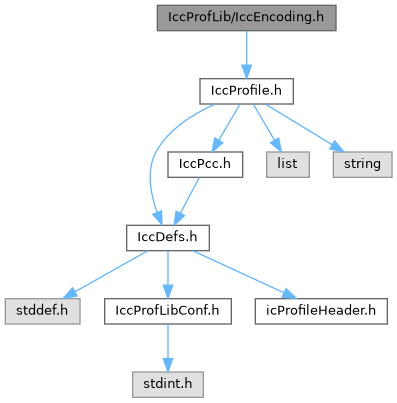 IccProfLib/IccEncoding.h
IccProfile.h
IccPcc.h
list
string
IccDefs.h
stddef.h
IccProfLibConf.h
icProfileHeader.h
stdint.h